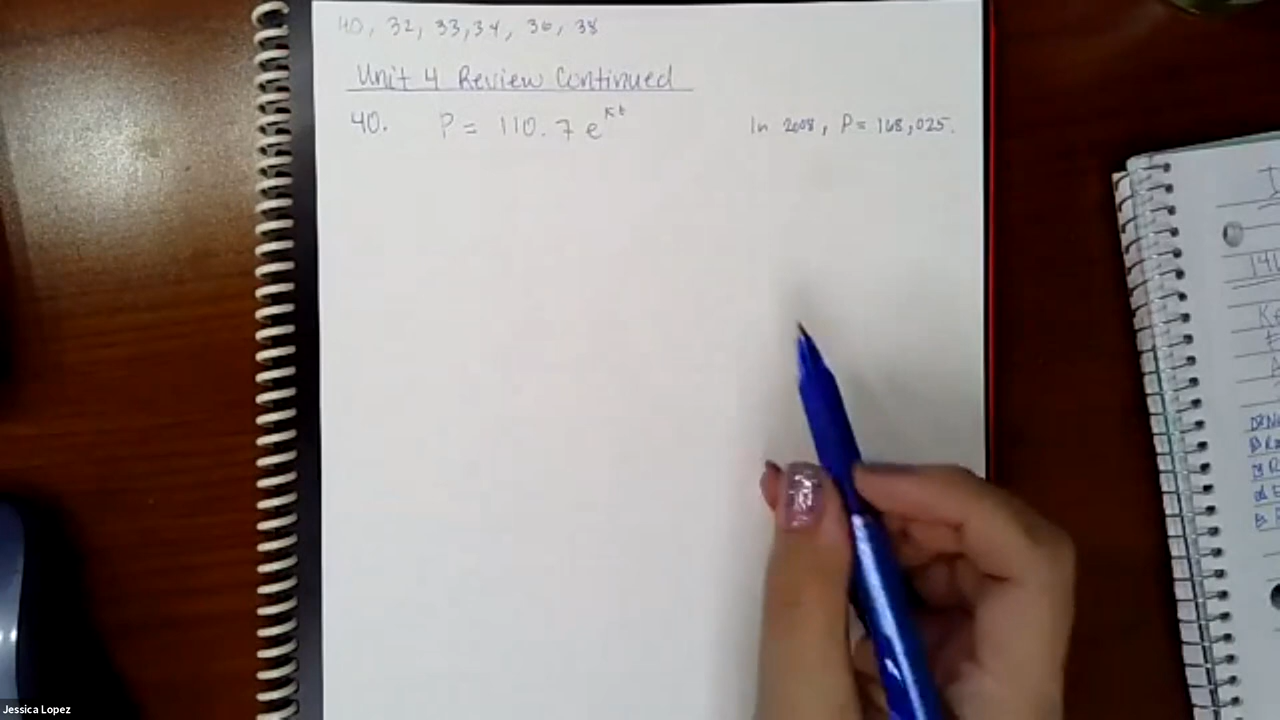 40, 32, 33, 34, 36, 38
Unit 4 Review Continued
40. P = 110.7 e^kt In 2008, P = 168,025.
Jessica Lopez